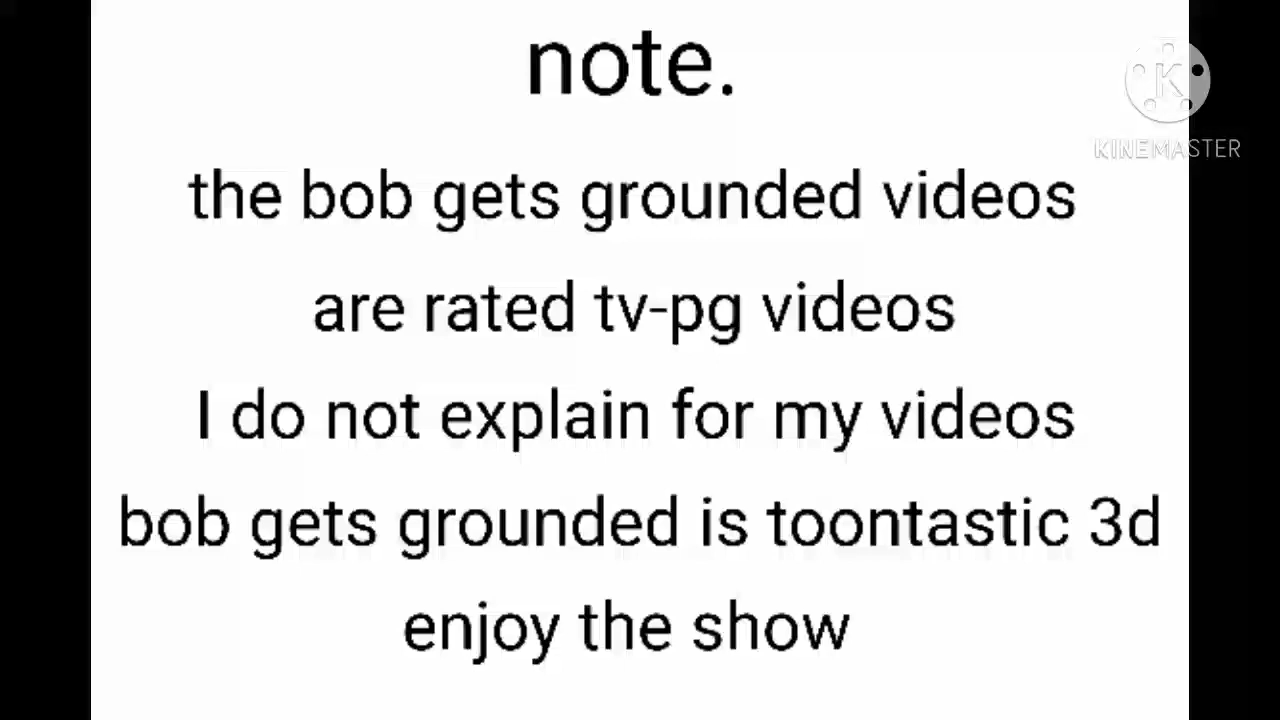 note.
K
KINEMASTER
the bob gets grounded videos
are rated tv-pg videos
I do not explain for my videos
bob gets grounded is toontastic 3d
enjoy the show